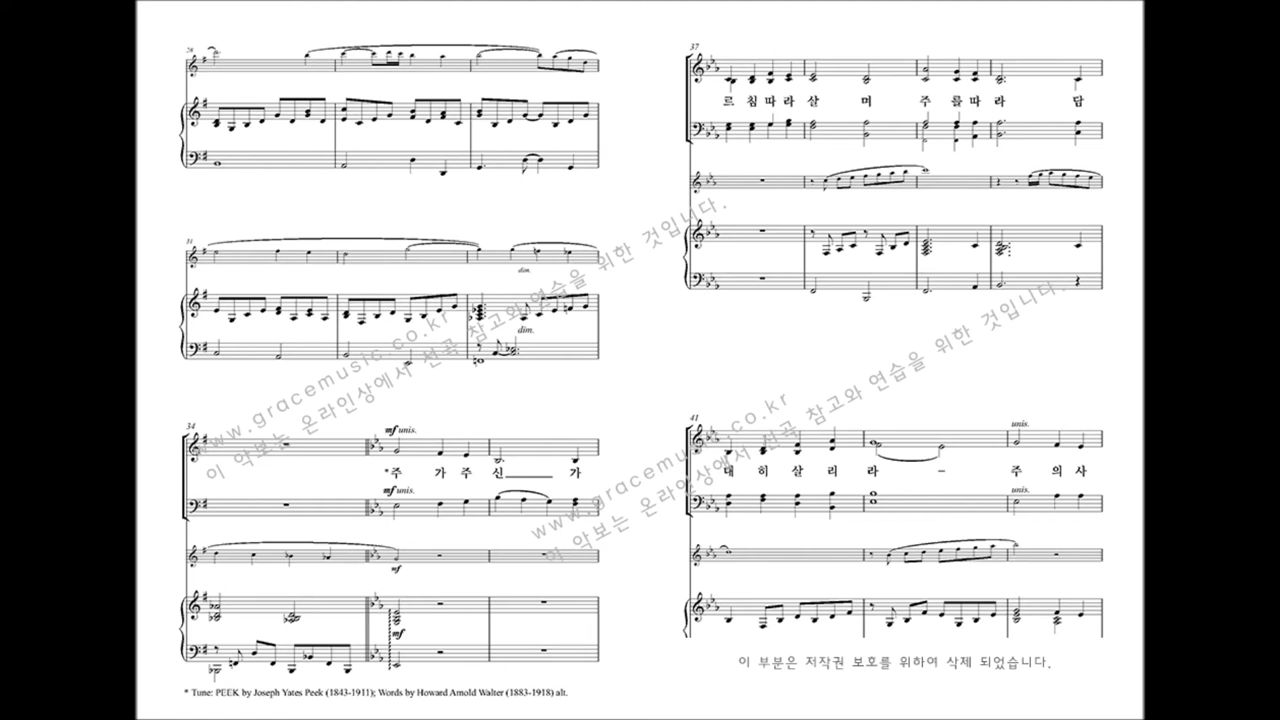 28
31
dim.
dim.
34
mf unis.
*주 가 주 신 가
mf unis.
mf
mf
* Tune: PEEK by Joseph Yates Peek (1843-1911); Words by Howard Arnold Walter (1883-1918) alt.
37
르 침 따 라 살 며 주 를 따 라 담
41
unis.
대 히 살 리 라 - 주 의 사
unis.
이 부분은 저작권 보호를 위하여 삭제 되었습니다.
www.gracemusic.co.kr
이 악보는 온라인상에서 선곡 참고와 연습을 위한 것입니다.
www.gracemusic.co.kr
이 악보는 온라인상에서 선곡 참고와 연습을 위한 것입니다.